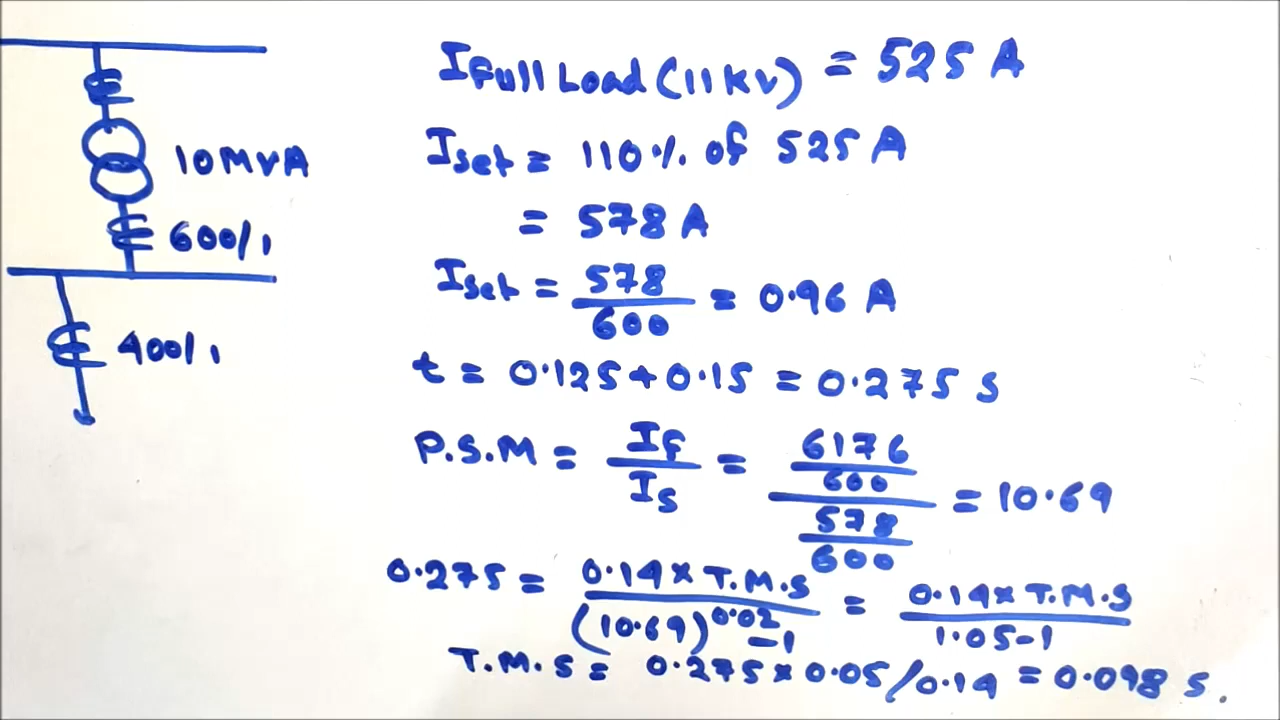 10MVA
600/1
400/1
I Full Load (11kV) = 525 A
Iset = 110% of 525 A
= 578 A
Iset = 578/600 = 0.96 A
t = 0.125 + 0.15 = 0.275 s
P.S.M = If/Is = (6176/600)/(578/600) = 10.69
0.275 = 0.14 x T.M.S/((10.69)^0.02 - 1) = 0.14 x T.M.S/(1.05 - 1)
T.M.S = 0.275 x 0.05/0.14 = 0.098 s.